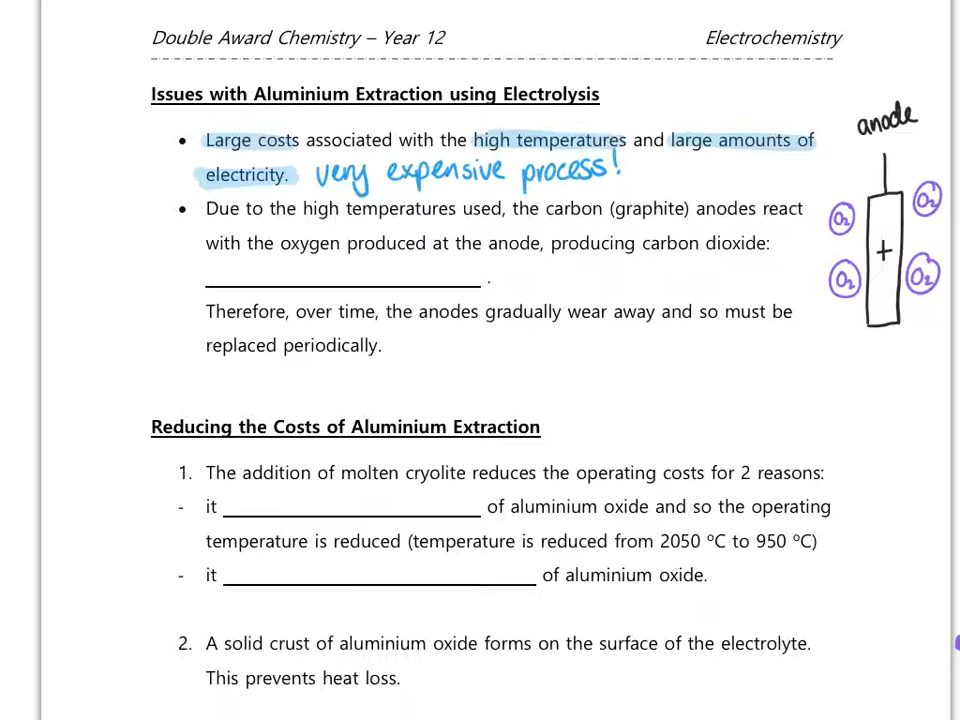 Double Award Chemistry – Year 12 Electrochemistry
Issues with Aluminium Extraction using Electrolysis
• Large costs associated with the high temperatures and large amounts of
electricity. very expensive process!
• Due to the high temperatures used, the carbon (graphite) anodes react
with the oxygen produced at the anode, producing carbon dioxide:
.
Therefore, over time, the anodes gradually wear away and so must be
replaced periodically.
anode
O₂ O₂
+
O₂ O₂
Reducing the Costs of Aluminium Extraction
1. The addition of molten cryolite reduces the operating costs for 2 reasons:
- it ______________ of aluminium oxide and so the operating
temperature is reduced (temperature is reduced from 2050 ºC to 950 ºC)
- it ______________ of aluminium oxide.
2. A solid crust of aluminium oxide forms on the surface of the electrolyte.
This prevents heat loss.